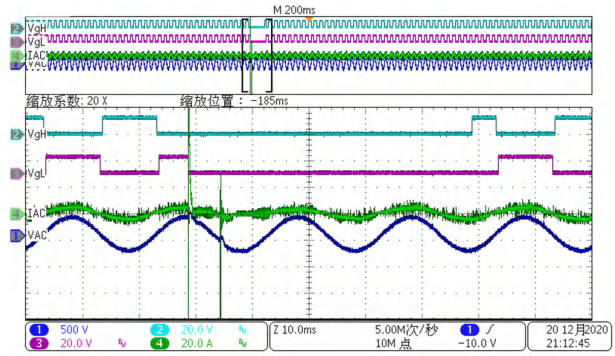 M 200ms
2 VgH
3 VgL
4 IAC
1 VAC
缩放系数: 20 X 缩放位置: -185ms
2 VgH
3 VgL
4 IAC
1 VAC
1 500 V 2 20.0 V Bw Z 10.0ms 5.00M次/秒 1 / 20 12月2020
3 20.0 V Bw 4 20.0 A Bw 10M 点 -10.0 V 21:12:45